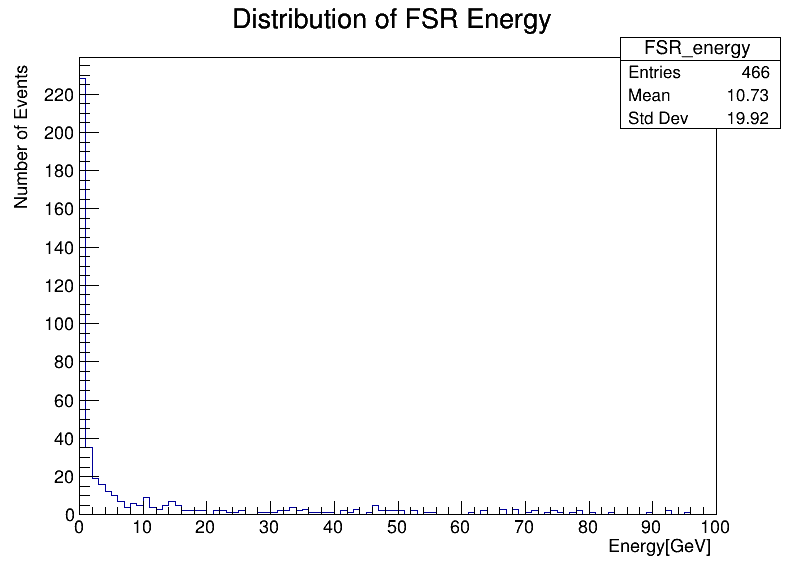 Distribution of FSR Energy
FSR_energy
Entries 466
Mean 10.73
Std Dev 19.92
Number of Events
220
200
180
160
140
120
100
80
60
40
20
0
0 10 20 30 40 50 60 70 80 90 100
Energy[GeV]